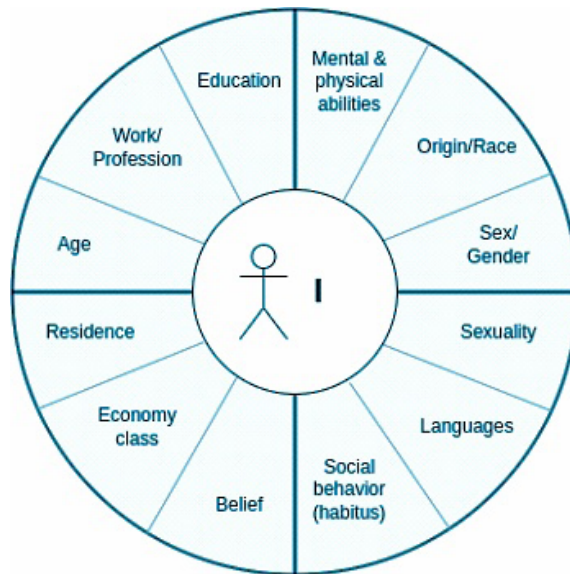 Education
Mental &
physical
abilities
Work/
Profession
Origin/Race
Age
Sex/
Gender
I
Residence
Sexuality
Economy
class
Languages
Belief
Social
behavior
(habitus)